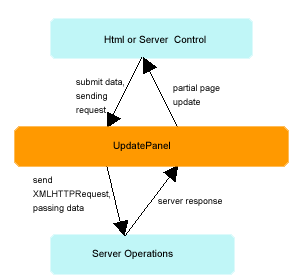 Html or Server Control
submit data,
sending
request
partial page
update
UpdatePanel
send
XMLHTTPRequest,
passing data
server response
Server Operations